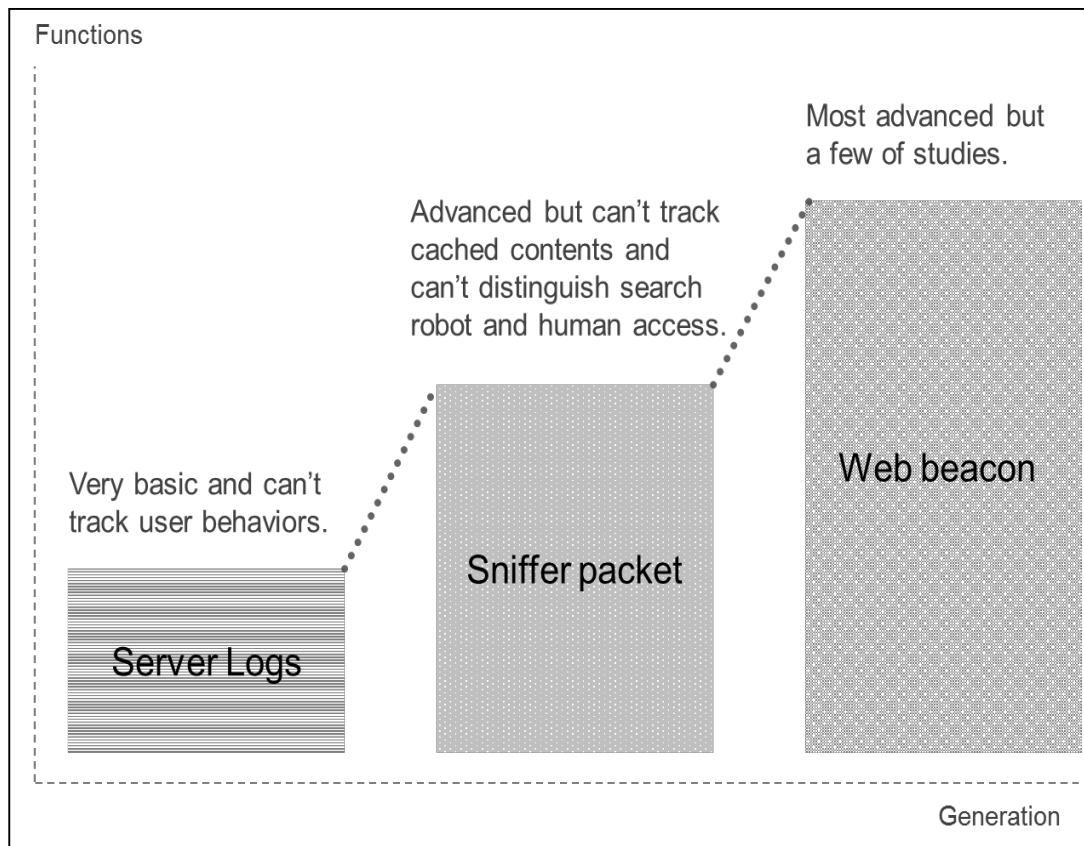 Functions
Most advanced but
a few of studies.
Advanced but can't track
cached contents and
can't distinguish search
robot and human access.
Web beacon
Very basic and can't
track user behaviors.
Sniffer packet
Server Logs
Generation